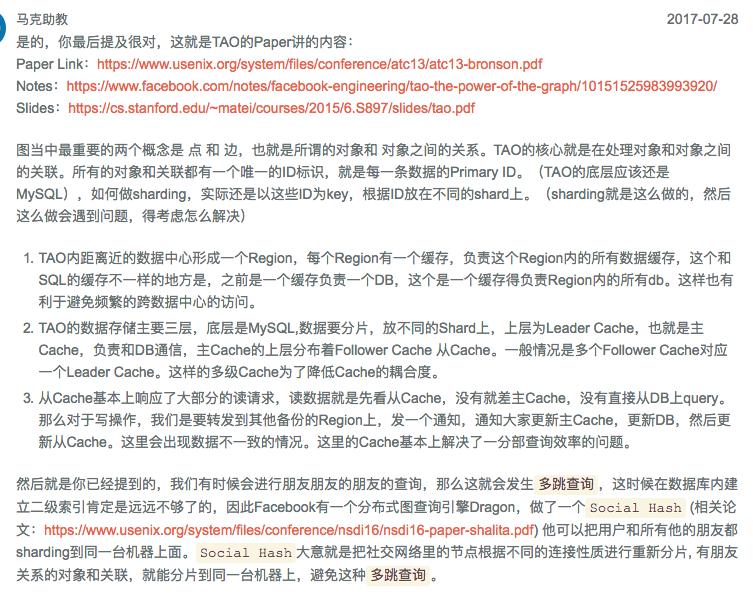 马克助教
2017-07-28
是的，你最后提及很对，这就是TAO的Paper讲的内容：
Paper Link：https://www.usenix.org/system/files/conference/atc13/atc13-bronson.pdf
Notes：https://www.facebook.com/notes/facebook-engineering/tao-the-power-of-the-graph/10151525983993920/
Slides：https://cs.stanford.edu/~matei/courses/2015/6.S897/slides/tao.pdf
图当中最重要的两个概念是 点 和 边，也就是所谓的对象和 对象之间的关系。TAO的核心就是在处理对象和对象之间
的关联。所有的对象和关联都有一个唯一的ID标识，就是每一条数据的Primary ID。（TAO的底层应该还是
MySQL），如何做sharding，实际还是以这些ID为key，根据ID放在不同的shard上。（sharding就是这么做的，然后
这么做会遇到问题，得考虑怎么解决）
1. TAO内距离近的数据中心形成一个Region，每个Region有一个缓存，负责这个Region内的所有数据缓存，这个和
SQL的缓存不一样的地方是，之前是一个缓存负责一个DB，这个是一个缓存得负责Region内的所有db。这样也有
利于避免频繁的跨数据中心的访问。
2. TAO的数据存储主要三层，底层是MySQL,数据要分片，放不同的Shard上，上层为Leader Cache，也就是主
Cache，负责和DB通信，主Cache的上层分布着Follower Cache 从Cache。一般情况是多个Follower Cache对应
一个Leader Cache。这样的多级Cache为了降低Cache的耦合度。
3. 从Cache基本上响应了大部分的读请求，读数据就是先看从Cache，没有就差主Cache，没有直接从DB上query。
那么对于写操作，我们是要转发到其他备份的Region上，发一个通知，通知大家更新主Cache，更新DB，然后更
新从Cache。这里会出现数据不一致的情况。这里的Cache基本上解决了一分部查询效率的问题。
然后就是你已经提到的，我们有时候会进行朋友朋友的朋友的查询，那么这就会发生 多跳查询 ，这时候在数据库内建
立二级索引肯定是远远不够了的，因此Facebook有一个分布式图查询引擎Dragon，做了一个 Social Hash (相关论
文：https://www.usenix.org/system/files/conference/nsdi16/nsdi16-paper-shalita.pdf) 他可以把用户和所有他的朋友都
sharding到同一台机器上面。 Social Hash 大意就是把社交网络里的节点根据不同的连接性质进行重新分片, 有朋友
关系的对象和关联，就能分片到同一台机器上，避免这种 多跳查询 。